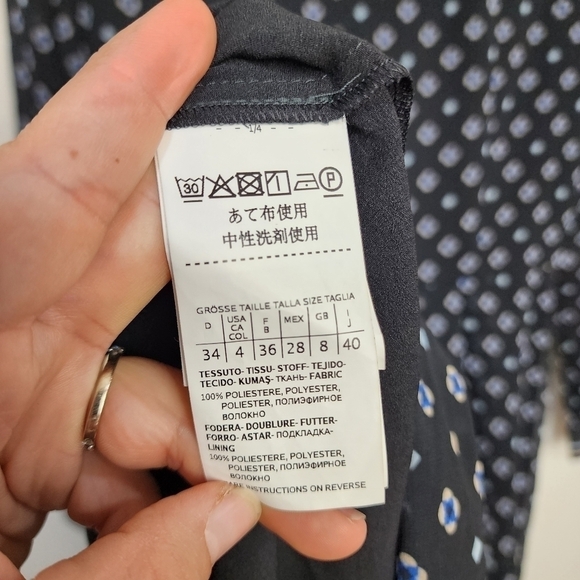 1/4
30 P
あて布使用
中性洗剤使用
GRÖSSE TAILLE TALLA SIZE TAGLIA
D USA CA COL F B MEX GB I J
34 4 36 28 8 40
TESSUTO-TISSU-STOFF-TEJIDO-
TECIDO-KUMAŞ-ТКАНЬ-FABRIC
100% POLIESTERE, POLYESTER,
POLIESTER, ПОЛИЭФИРНОЕ
ВОЛОКНО
FODERA-DOUBLURE-FUTTER-
FORRO-ASTAR-ПОДКЛАДКА-
LINING
100% POLIESTERE, POLYESTER,
POLIESTER, ПОЛИЭФИРНОЕ
ВОЛОКНО
INSTRUCTIONS ON REVERSE